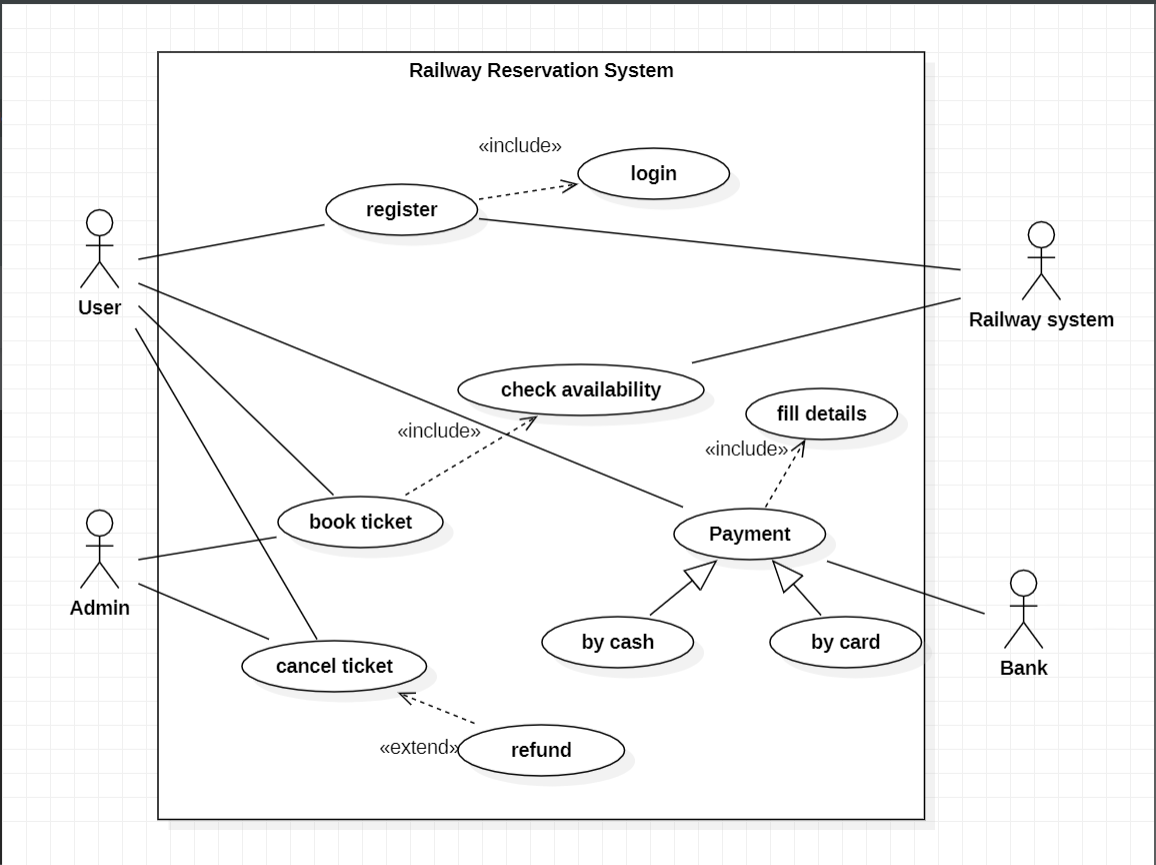 Railway Reservation System
«include»
login
register
User
Railway system
check availability
fill details
«include»
«include»
book ticket
Payment
Admin
by cash
by card
cancel ticket
Bank
«extend»
refund